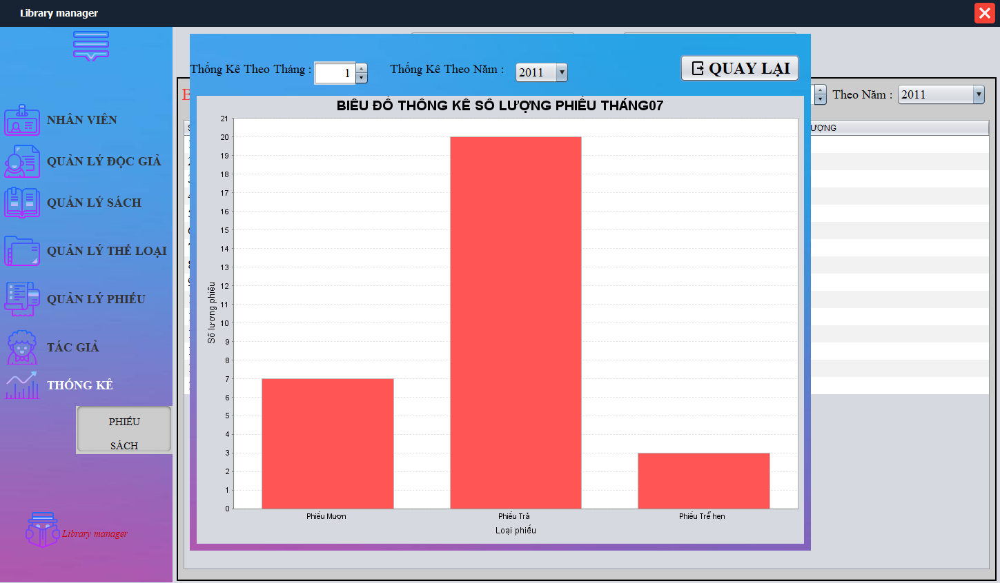 Library manager
Thống Kê Theo Tháng :
1
Thống Kê Theo Năm :
2011
QUAY LẠI
Theo Năm :
2011
NHÂN VIÊN
QUẢN LÝ ĐỘC GIẢ
QUẢN LÝ SÁCH
QUẢN LÝ THỂ LOẠI
QUẢN LÝ PHIẾU
TÁC GIẢ
THỐNG KÊ
PHIẾU
SÁCH
Library manager
BIỂU ĐỒ THỐNG KÊ SỐ LƯỢNG PHIẾU THÁNG07
21
20
19
18
17
16
15
14
13
12
11
10
9
8
7
6
5
4
3
2
1
0
Số lượng phiếu
Phiếu Mượn
Phiếu Trả
Phiếu Trể hẹn
Loại phiếu